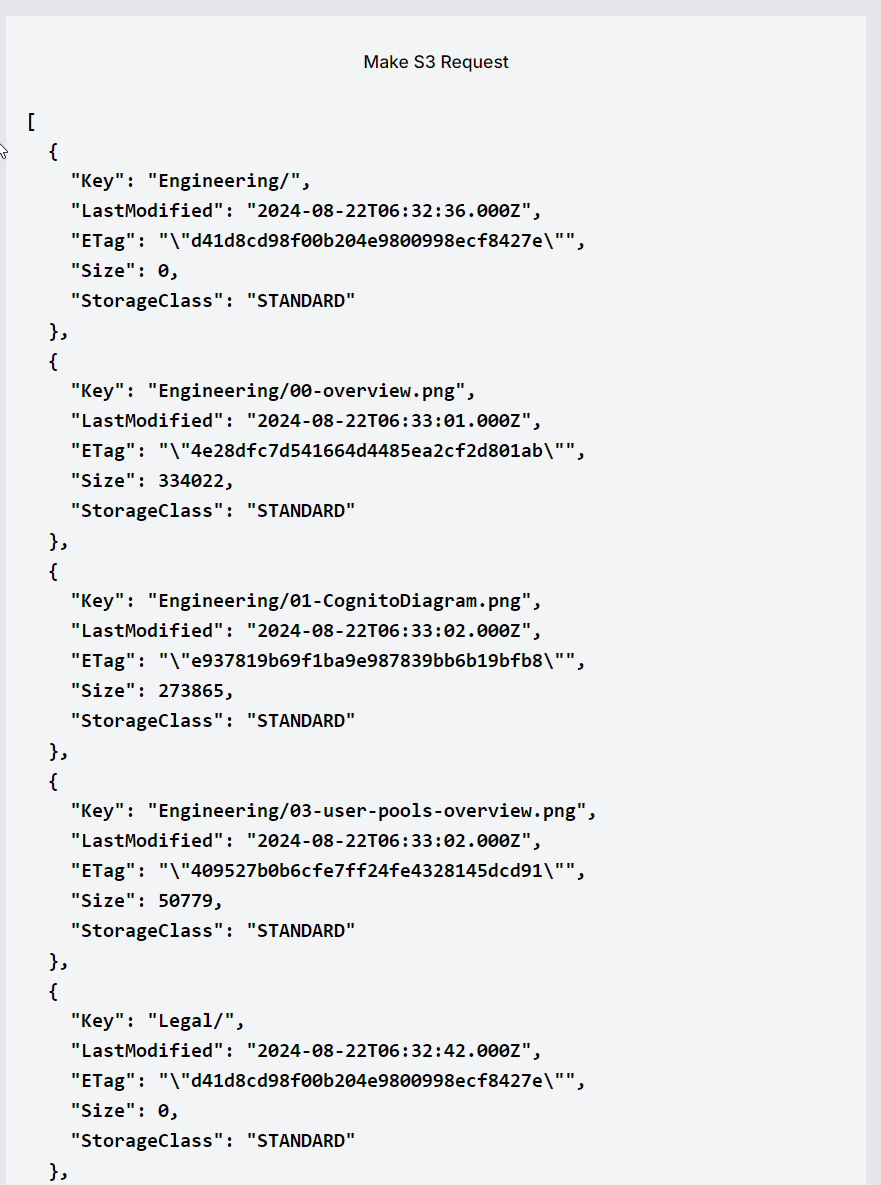 Make S3 Request
[
  {
    "Key": "Engineering/",
    "LastModified": "2024-08-22T06:32:36.000Z",
    "ETag": "\"d41d8cd98f00b204e9800998ecf8427e\"",
    "Size": 0,
    "StorageClass": "STANDARD"
  },
  {
    "Key": "Engineering/00-overview.png",
    "LastModified": "2024-08-22T06:33:01.000Z",
    "ETag": "\"4e28dfc7d541664d4485ea2cf2d801ab\"",
    "Size": 334022,
    "StorageClass": "STANDARD"
  },
  {
    "Key": "Engineering/01-CognitoDiagram.png",
    "LastModified": "2024-08-22T06:33:02.000Z",
    "ETag": "\"e937819b69f1ba9e987839bb6b19bfb8\"",
    "Size": 273865,
    "StorageClass": "STANDARD"
  },
  {
    "Key": "Engineering/03-user-pools-overview.png",
    "LastModified": "2024-08-22T06:33:02.000Z",
    "ETag": "\"409527b0b6cfe7ff24fe4328145dcd91\"",
    "Size": 50779,
    "StorageClass": "STANDARD"
  },
  {
    "Key": "Legal/",
    "LastModified": "2024-08-22T06:32:42.000Z",
    "ETag": "\"d41d8cd98f00b204e9800998ecf8427e\"",
    "Size": 0,
    "StorageClass": "STANDARD"
  },